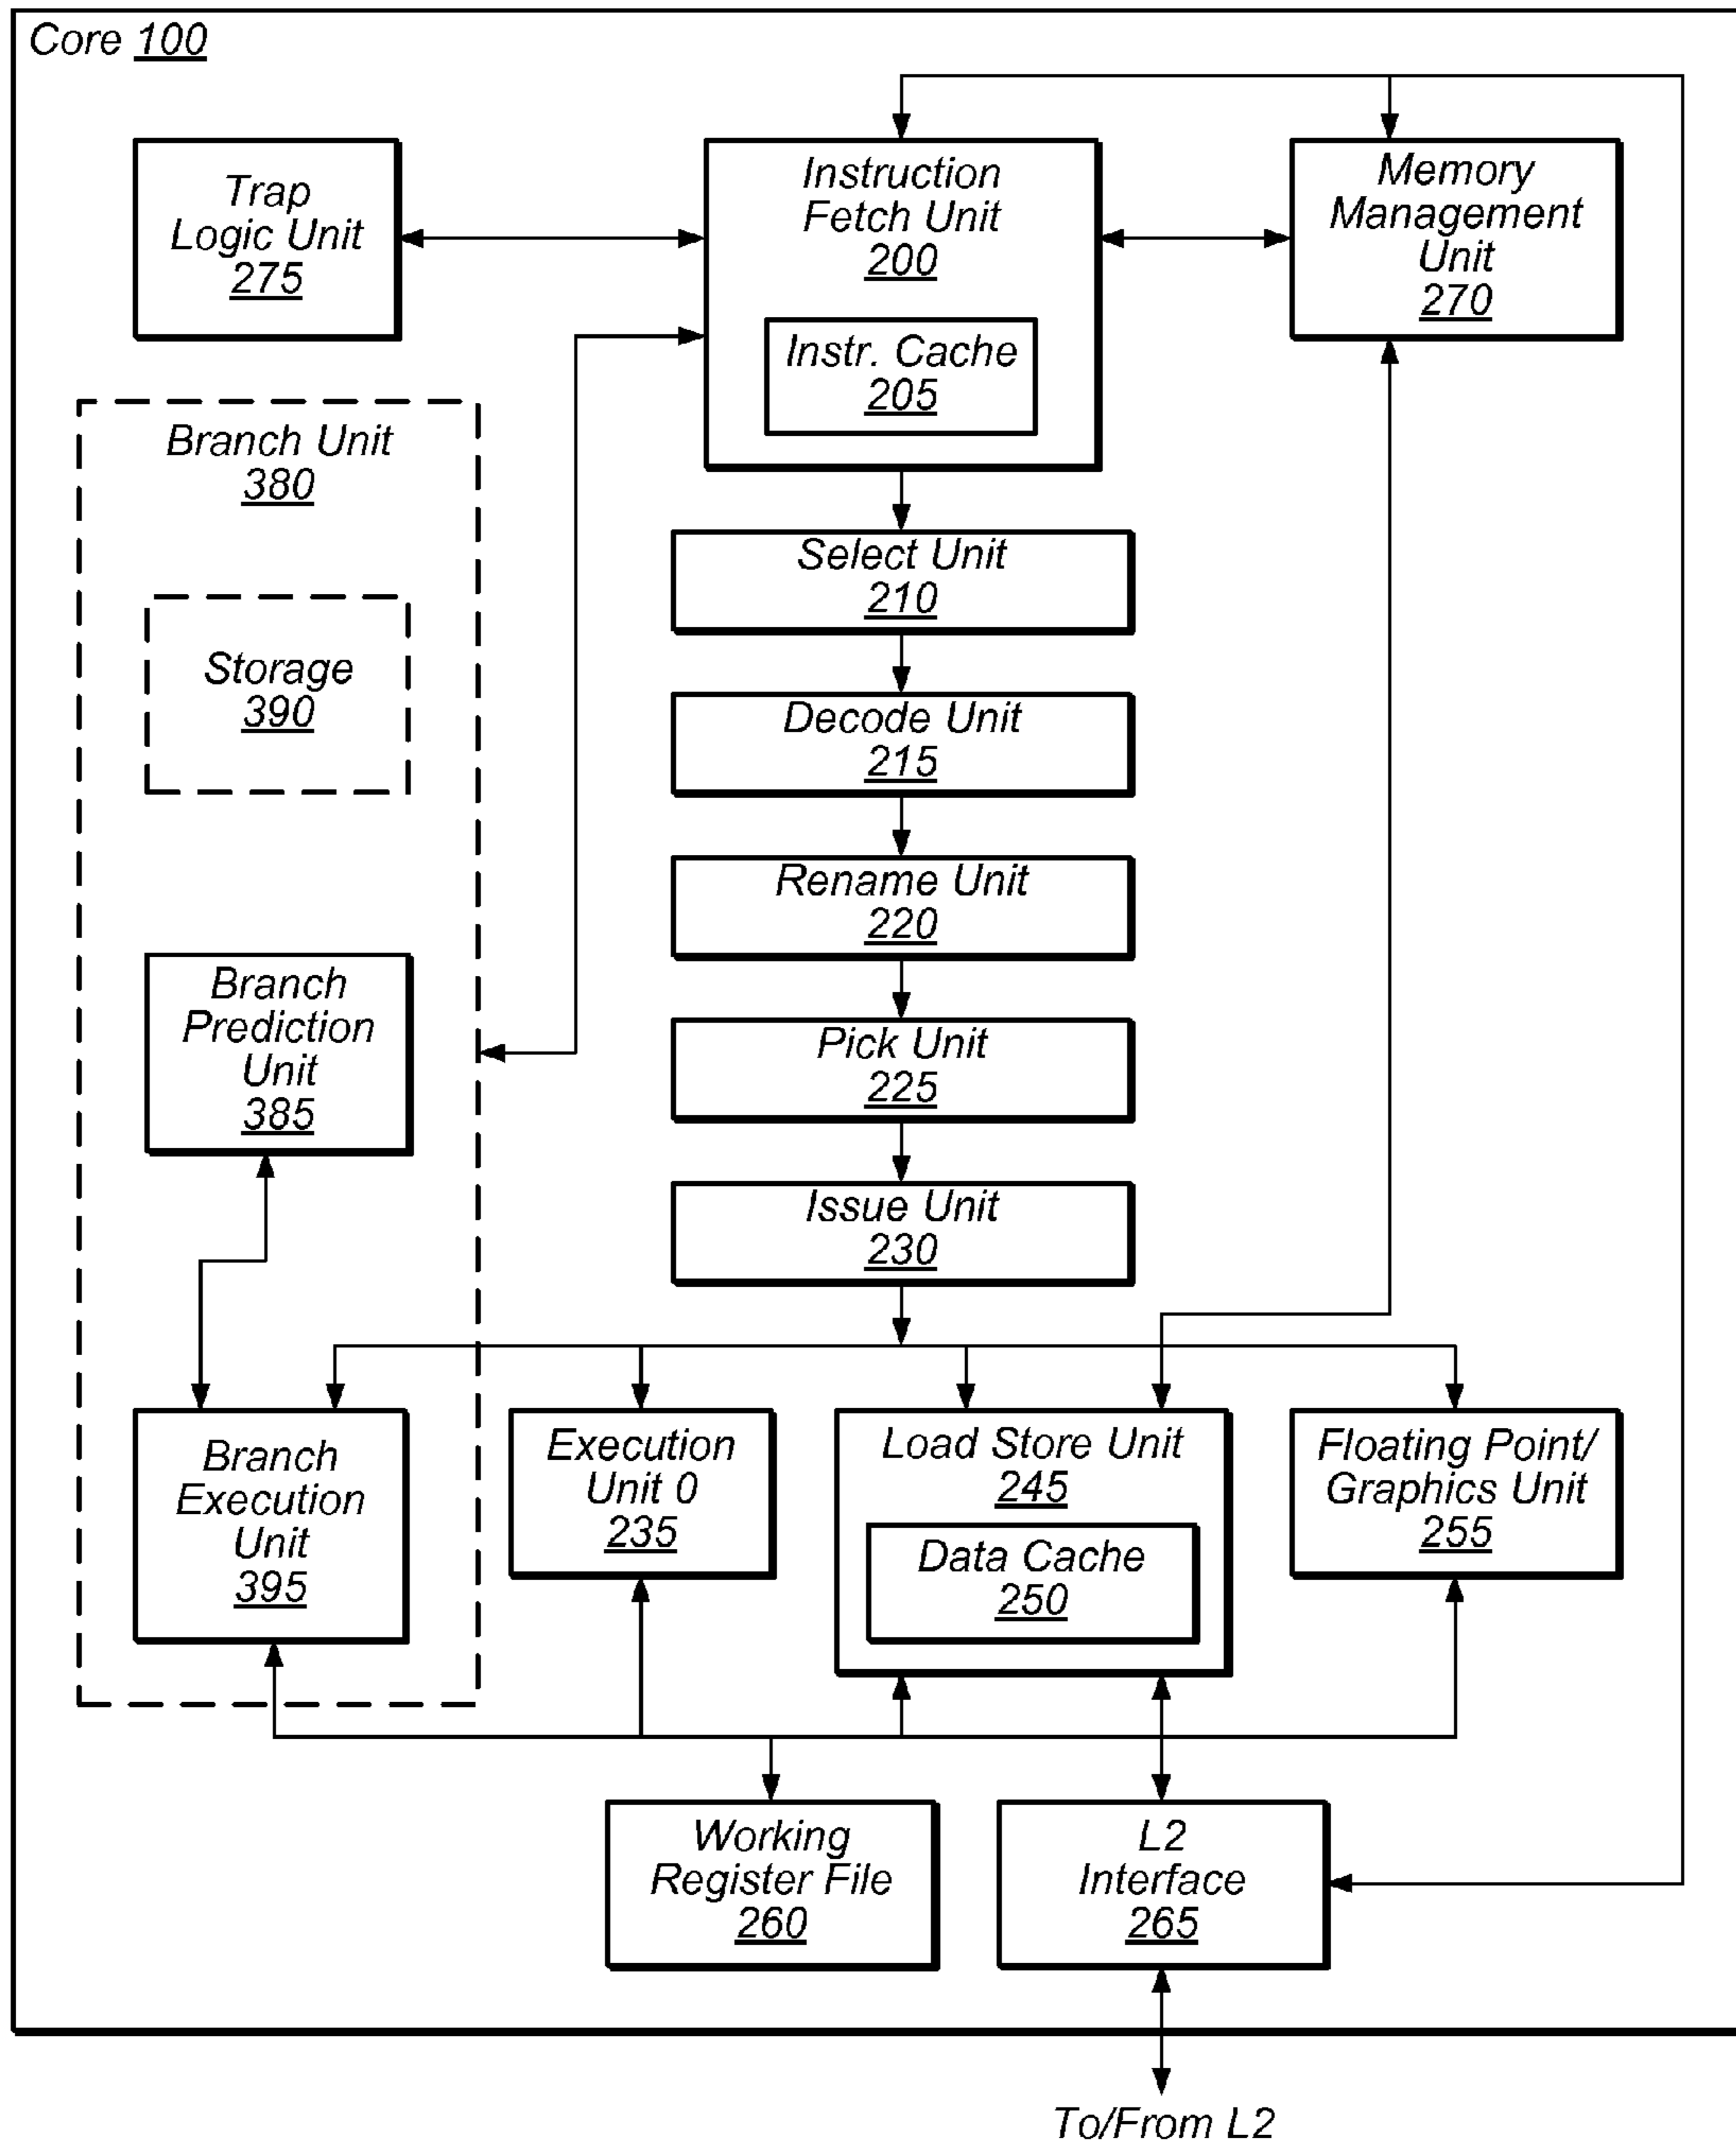 Core 100
Trap
Logic Unit
275
Instruction
Fetch Unit
200
Instr. Cache
205
Memory
Management
Unit
270
Branch Unit
380
Storage
390
Branch
Prediction
Unit
385
Select Unit
210
Decode Unit
215
Rename Unit
220
Pick Unit
225
Issue Unit
230
Branch
Execution
Unit
395
Execution
Unit 0
235
Load Store Unit
245
Data Cache
250
Floating Point/
Graphics Unit
255
Working
Register File
260
L2
Interface
265
To/From L2